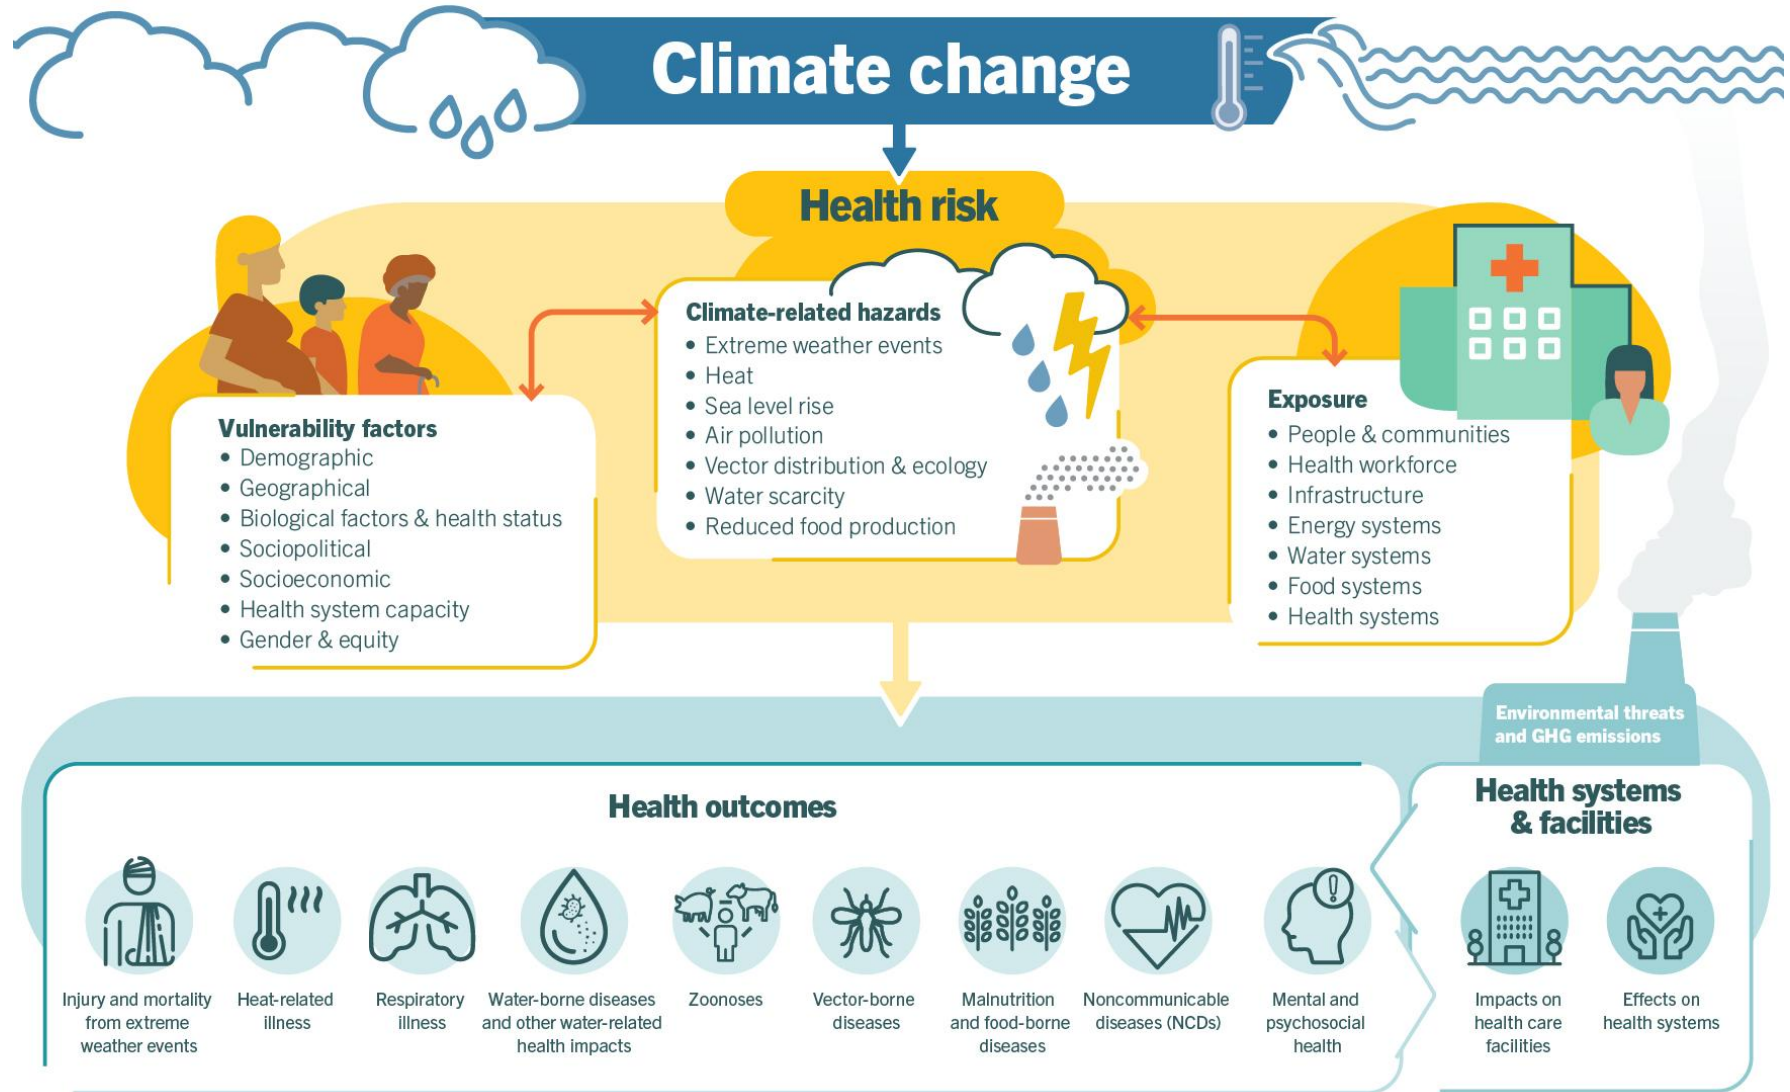 Climate change
Health risk
Vulnerability factors
• Demographic
• Geographical
• Biological factors & health status
• Sociopolitical
• Socioeconomic
• Health system capacity
• Gender & equity
Climate-related hazards
• Extreme weather events
• Heat
• Sea level rise
• Air pollution
• Vector distribution & ecology
• Water scarcity
• Reduced food production
Exposure
• People & communities
• Health workforce
• Infrastructure
• Energy systems
• Water systems
• Food systems
• Health systems
Environmental threats
and GHG emissions
Health outcomes
Injury and mortality
from extreme
weather events
Heat-related
illness
Respiratory
illness
Water-borne diseases
and other water-related
health impacts
Zoonoses
Vector-borne
diseases
Malnutrition
and food-borne
diseases
Noncommunicable
diseases (NCDs)
Mental and
psychosocial
health
Health systems
& facilities
Impacts on
health care
facilities
Effects on
health systems